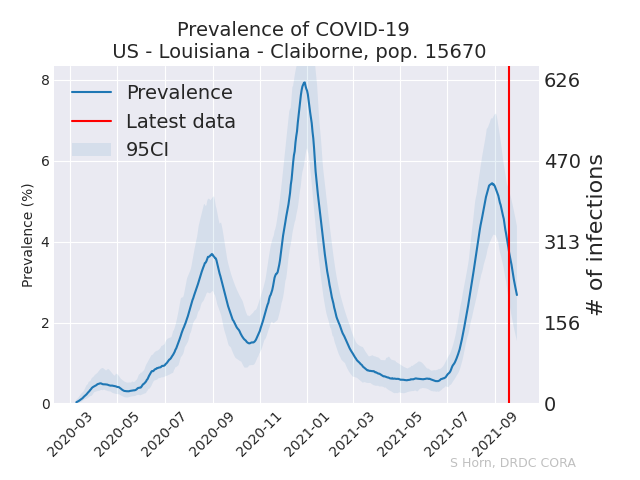 Prevalence of COVID-19
US - Louisiana - Claiborne, pop. 15670
Prevalence
Latest data
95CI
Prevalence (%)
8
6
4
2
0
626
470
313
156
0
# of infections
2020-03
2020-05
2020-07
2020-09
2020-11
2021-01
2021-03
2021-05
2021-07
2021-09
S Horn, DRDC CORA